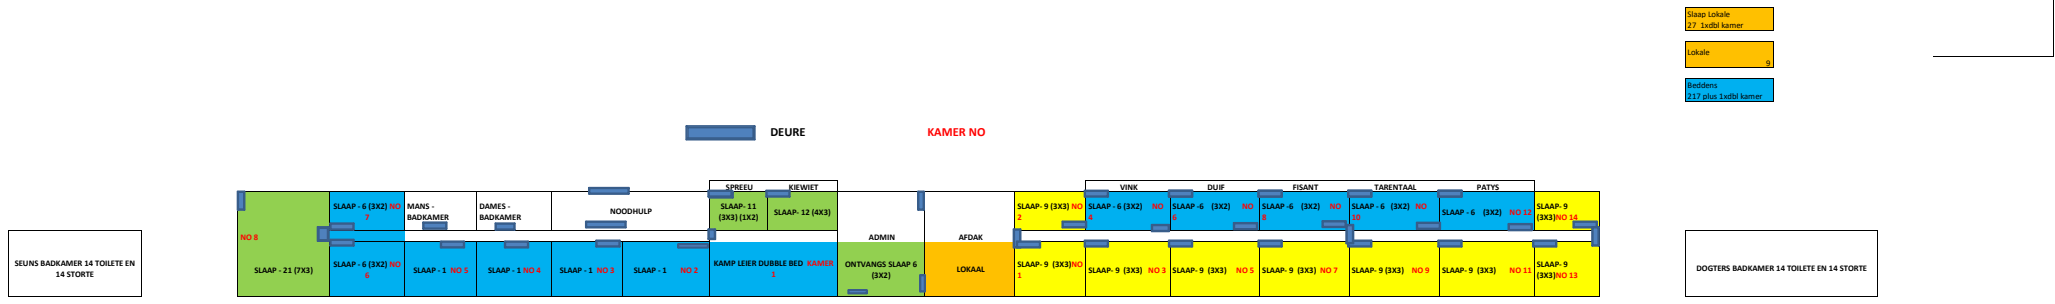 Slaap Lokale
27 1xdbl kamer
Lokale
9
Beddens
217 plus 1xdbl kamer
DEURE
KAMER NO
SPREEU
KIEWIET
VINK
DUIF
FISANT
TARENTAAL
PATYS
SLAAP - 6 (3X2) NO
7
MANS -
BADKAMER
DAMES -
BADKAMER
NOODHULP
SLAAP- 11
(3X3) (1X2)
SLAAP- 12 (4X3)
SLAAP- 9 (3X3) NO
2
SLAAP - 6 (3X2) NO
4
SLAAP -6 (3X2) NO
6
SLAAP -6 (3X2) NO
8
SLAAP -6 (3X2) NO
10
SLAAP - 6 (3X2) NO 12
SLAAP- 9
(3X3)NO 14
NO 8
ADMIN
AFDAK
SEUNS BADKAMER 14 TOILETE EN
14 STORTE
SLAAP - 21 (7X3)
SLAAP - 6 (3X2) NO
6
SLAAP - 1 NO 5
SLAAP - 1 NO 4
SLAAP - 1 NO 3
SLAAP - 1 NO 2
KAMP LEIER DUBBLE BED KAMER
1
ONTVANGS SLAAP 6
(3X2)
LOKAAL
SLAAP- 9 (3X3)NO
1
SLAAP- 9 (3X3) NO 3
SLAAP- 9 (3X3) NO 5
SLAAP- 9 (3X3) NO 7
SLAAP- 9 (3X3) NO 9
SLAAP- 9 (3X3) NO 11
SLAAP- 9
(3X3)NO 13
DOGTERS BADKAMER 14 TOILETE EN 14 STORTE